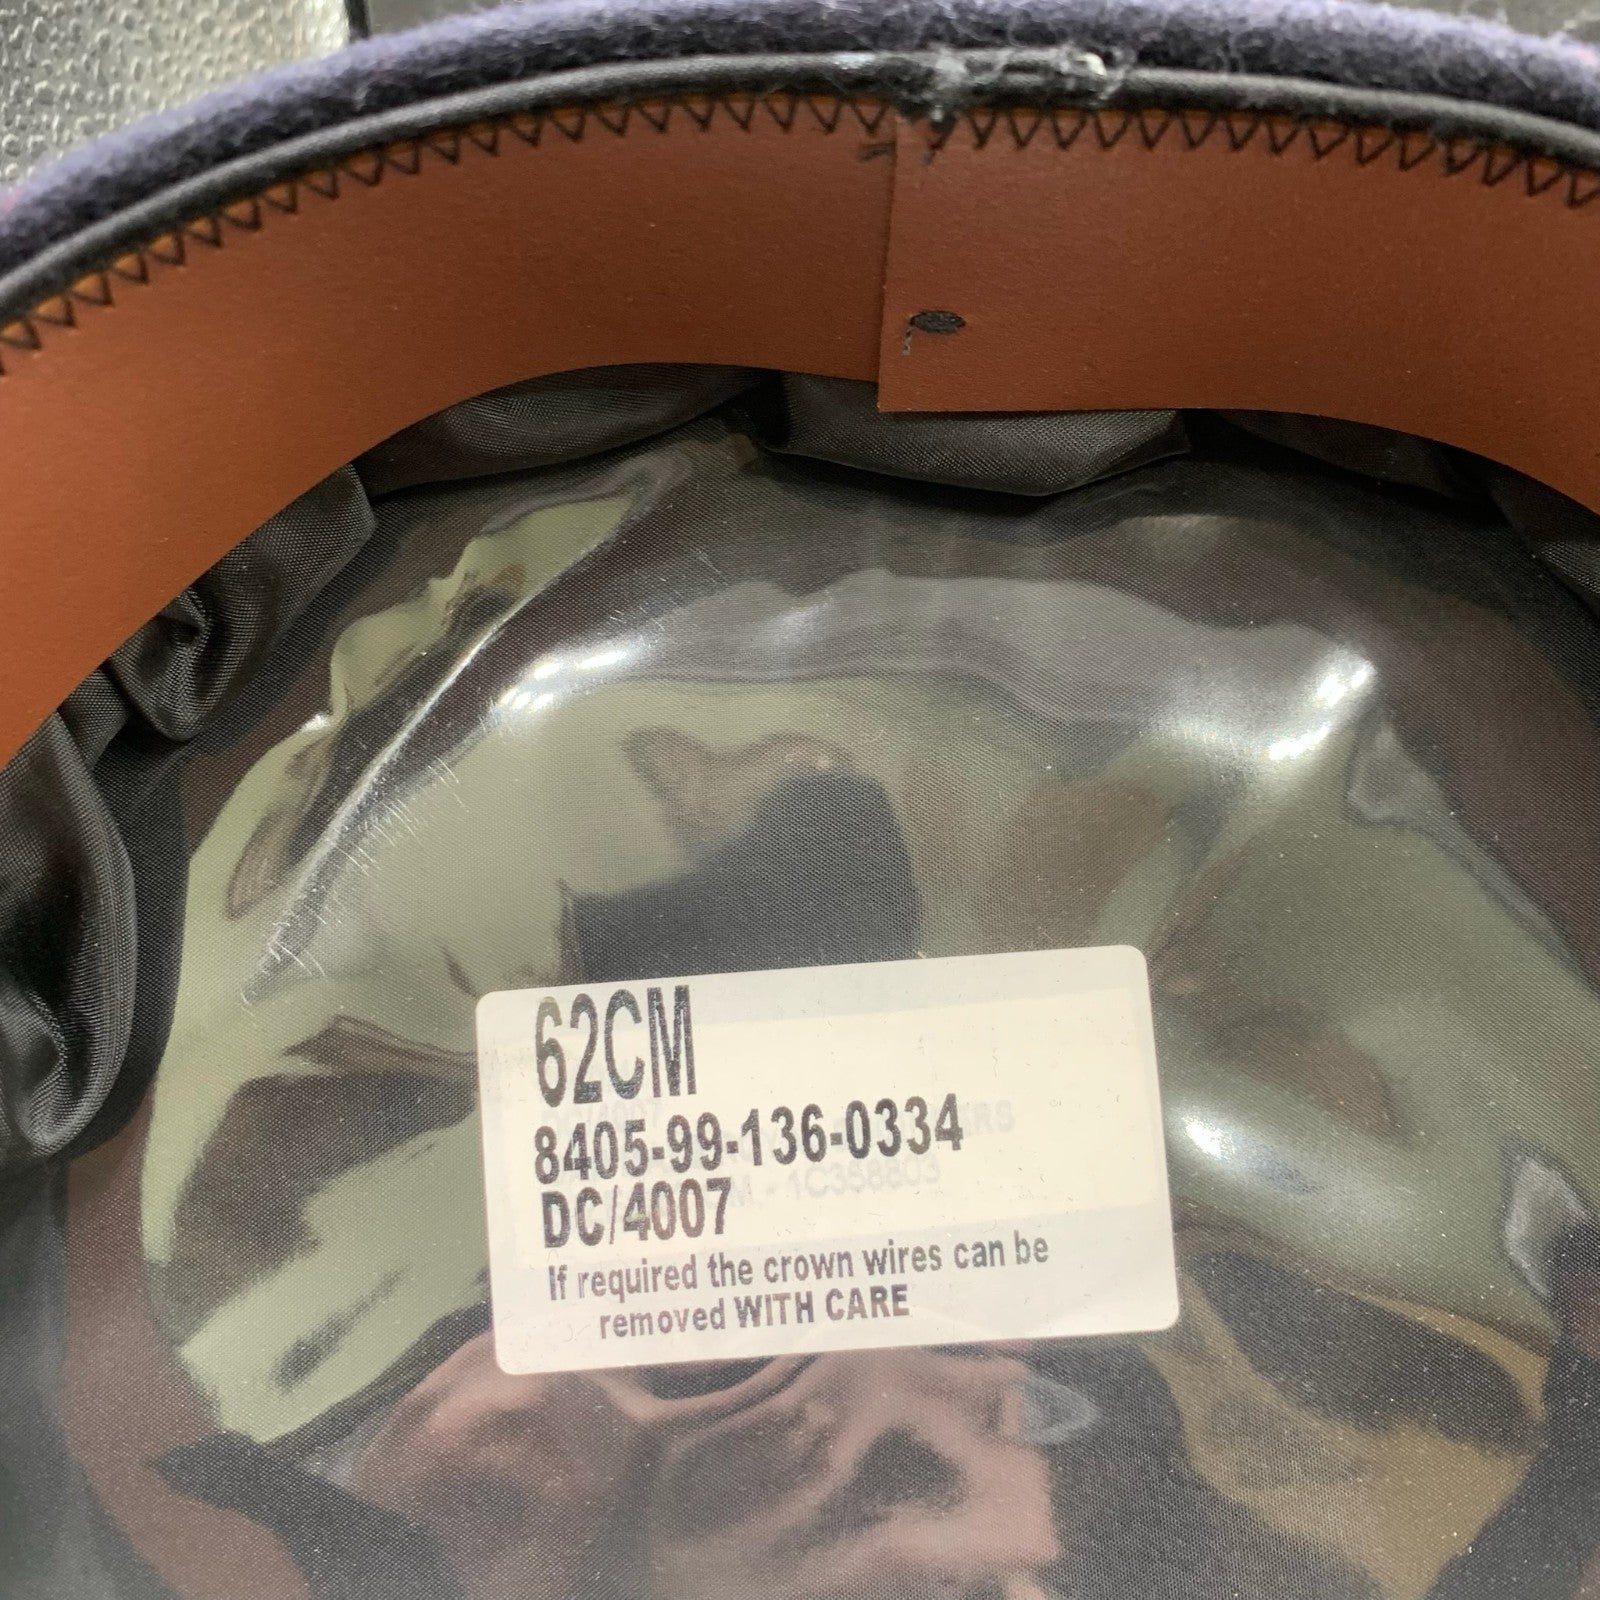 62CM
8405-99-136-0334
DC/4007
If required the crown wires can be
removed WITH CARE